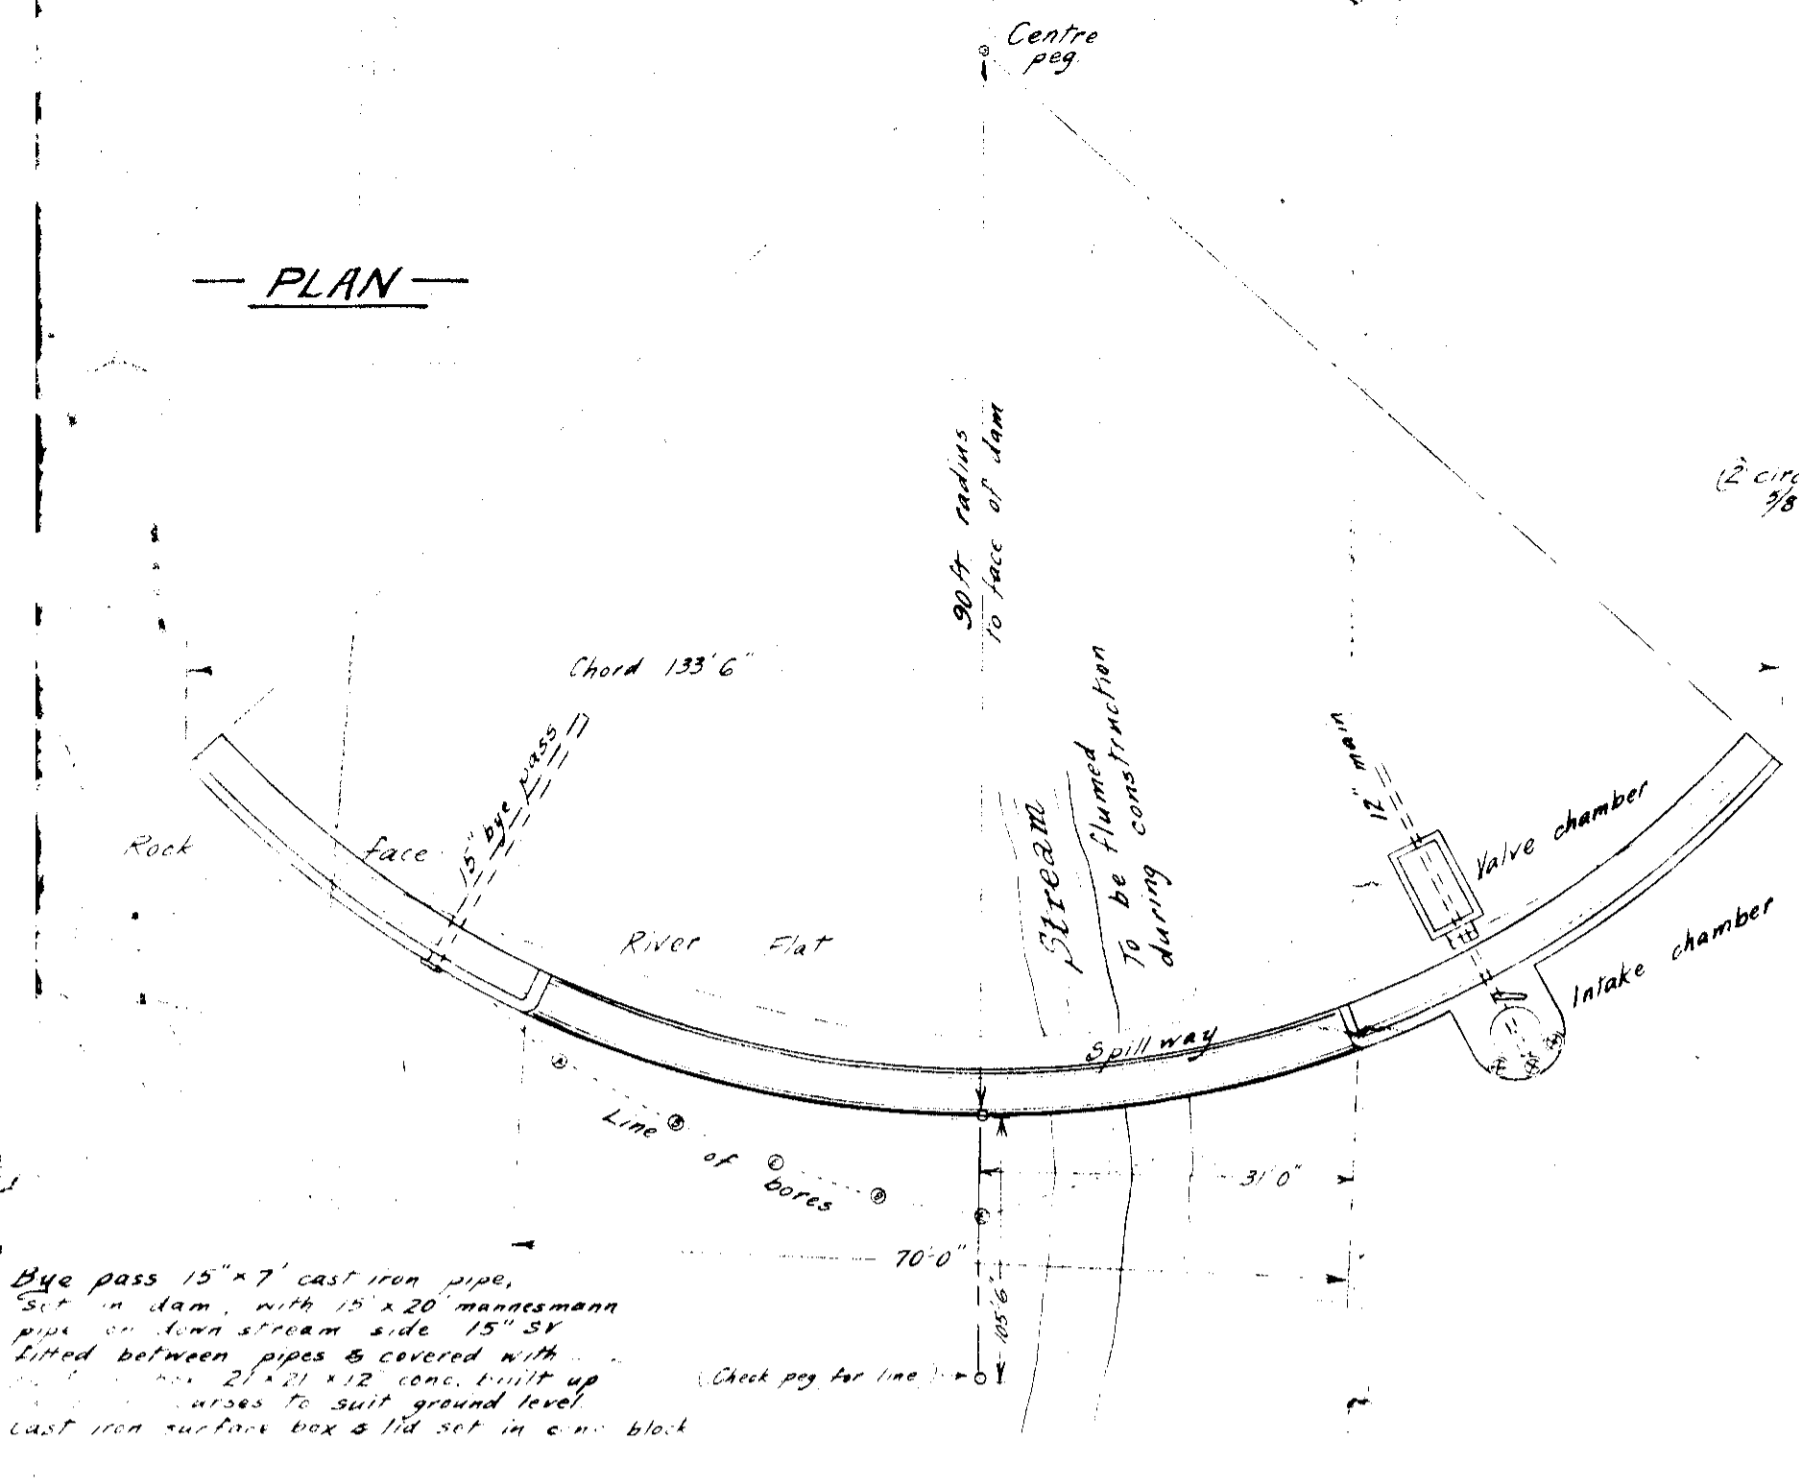 Centre
peg.
— PLAN —
90 ft radius
to face of dam
(2 circ
5/8
Chord 133' 6"
15" bye pass
12" main
Stream
To be flumed
during construction
Valve chamber
Rock face
River Flat
Intake chamber
Spillway
A
Line
B
of
C
bores
D
31'0"
70'-0"
105'6"
Bye pass 15" x 7' cast iron pipe,
set in dam, with 15" x 20' mannesmann
pipe on down stream side 15" SV
fitted between pipes & covered with
21 x 21 x 12" conc. built up
to suit ground level.
cast iron surface box & lid set in conc block
(Check peg for line)